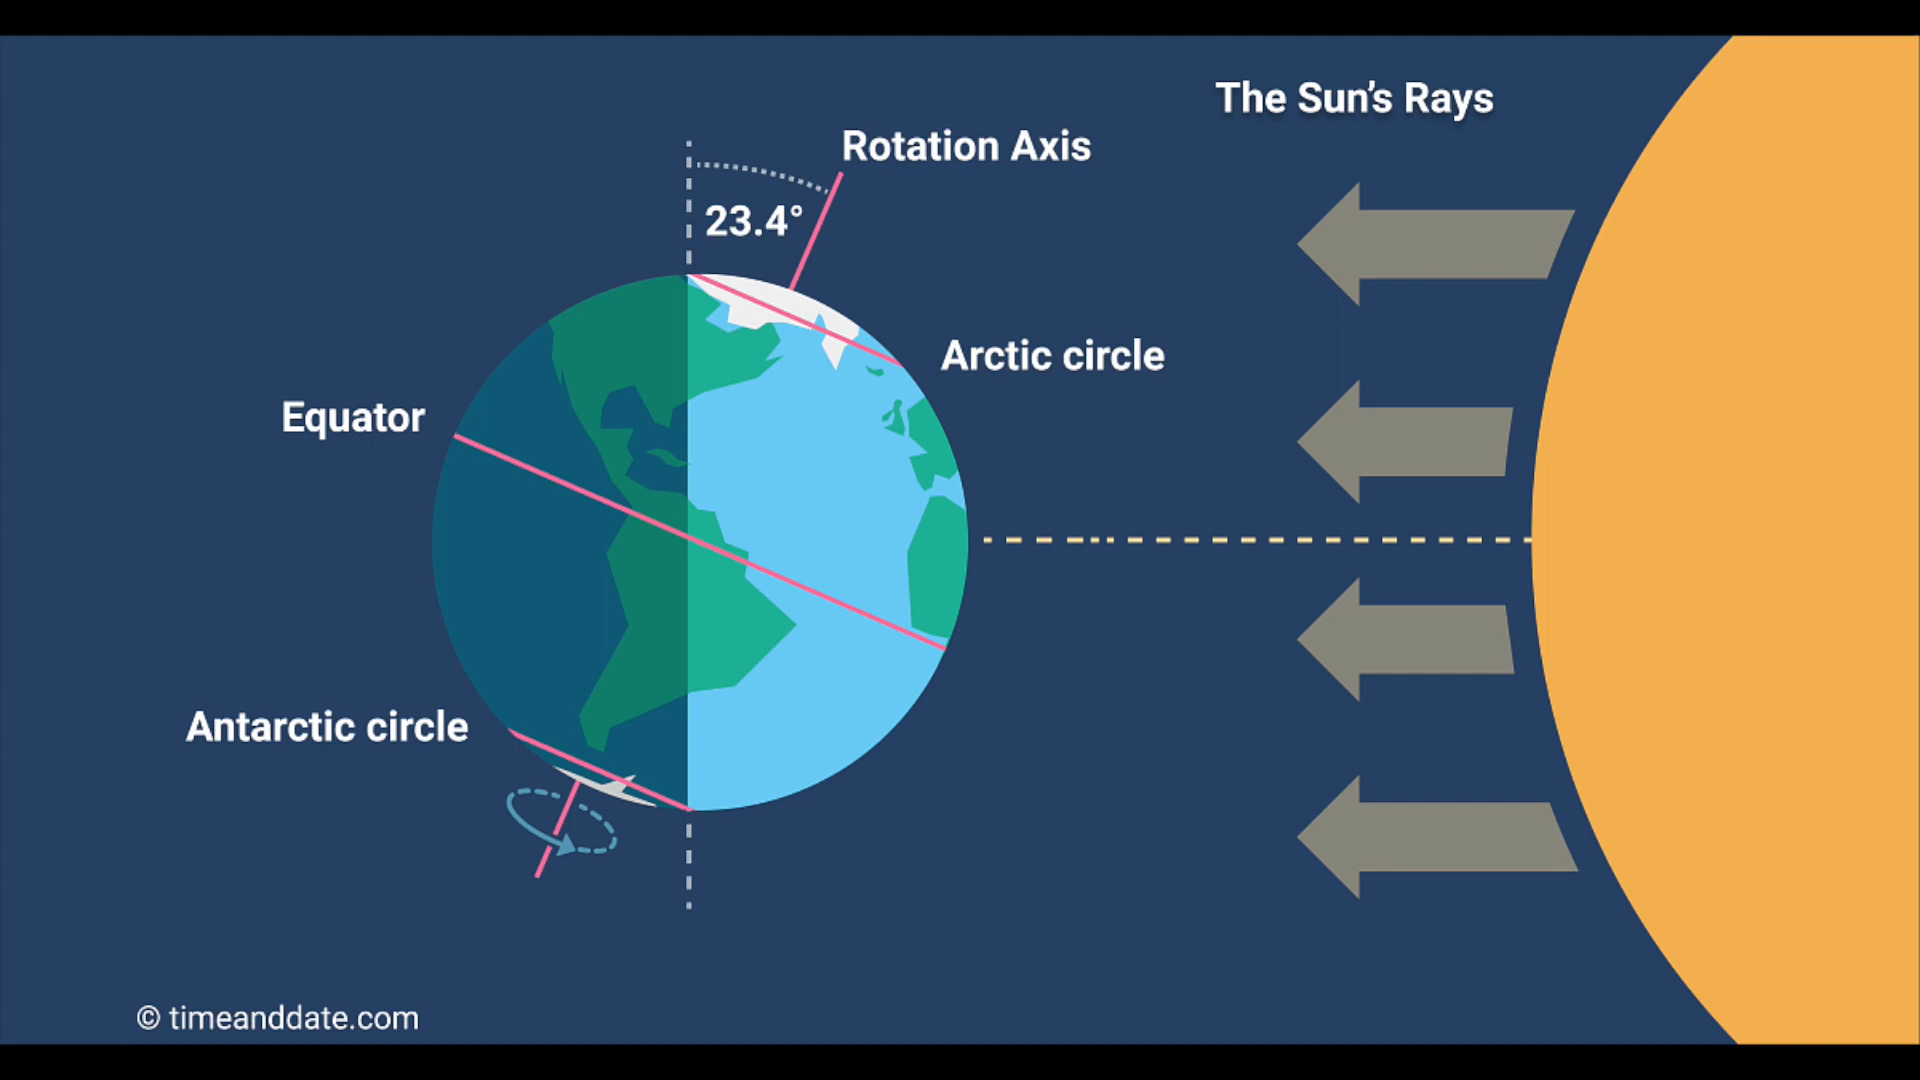 The Sun's Rays
Rotation Axis
23.4°
Arctic circle
Equator
Antarctic circle
© timeanddate.com